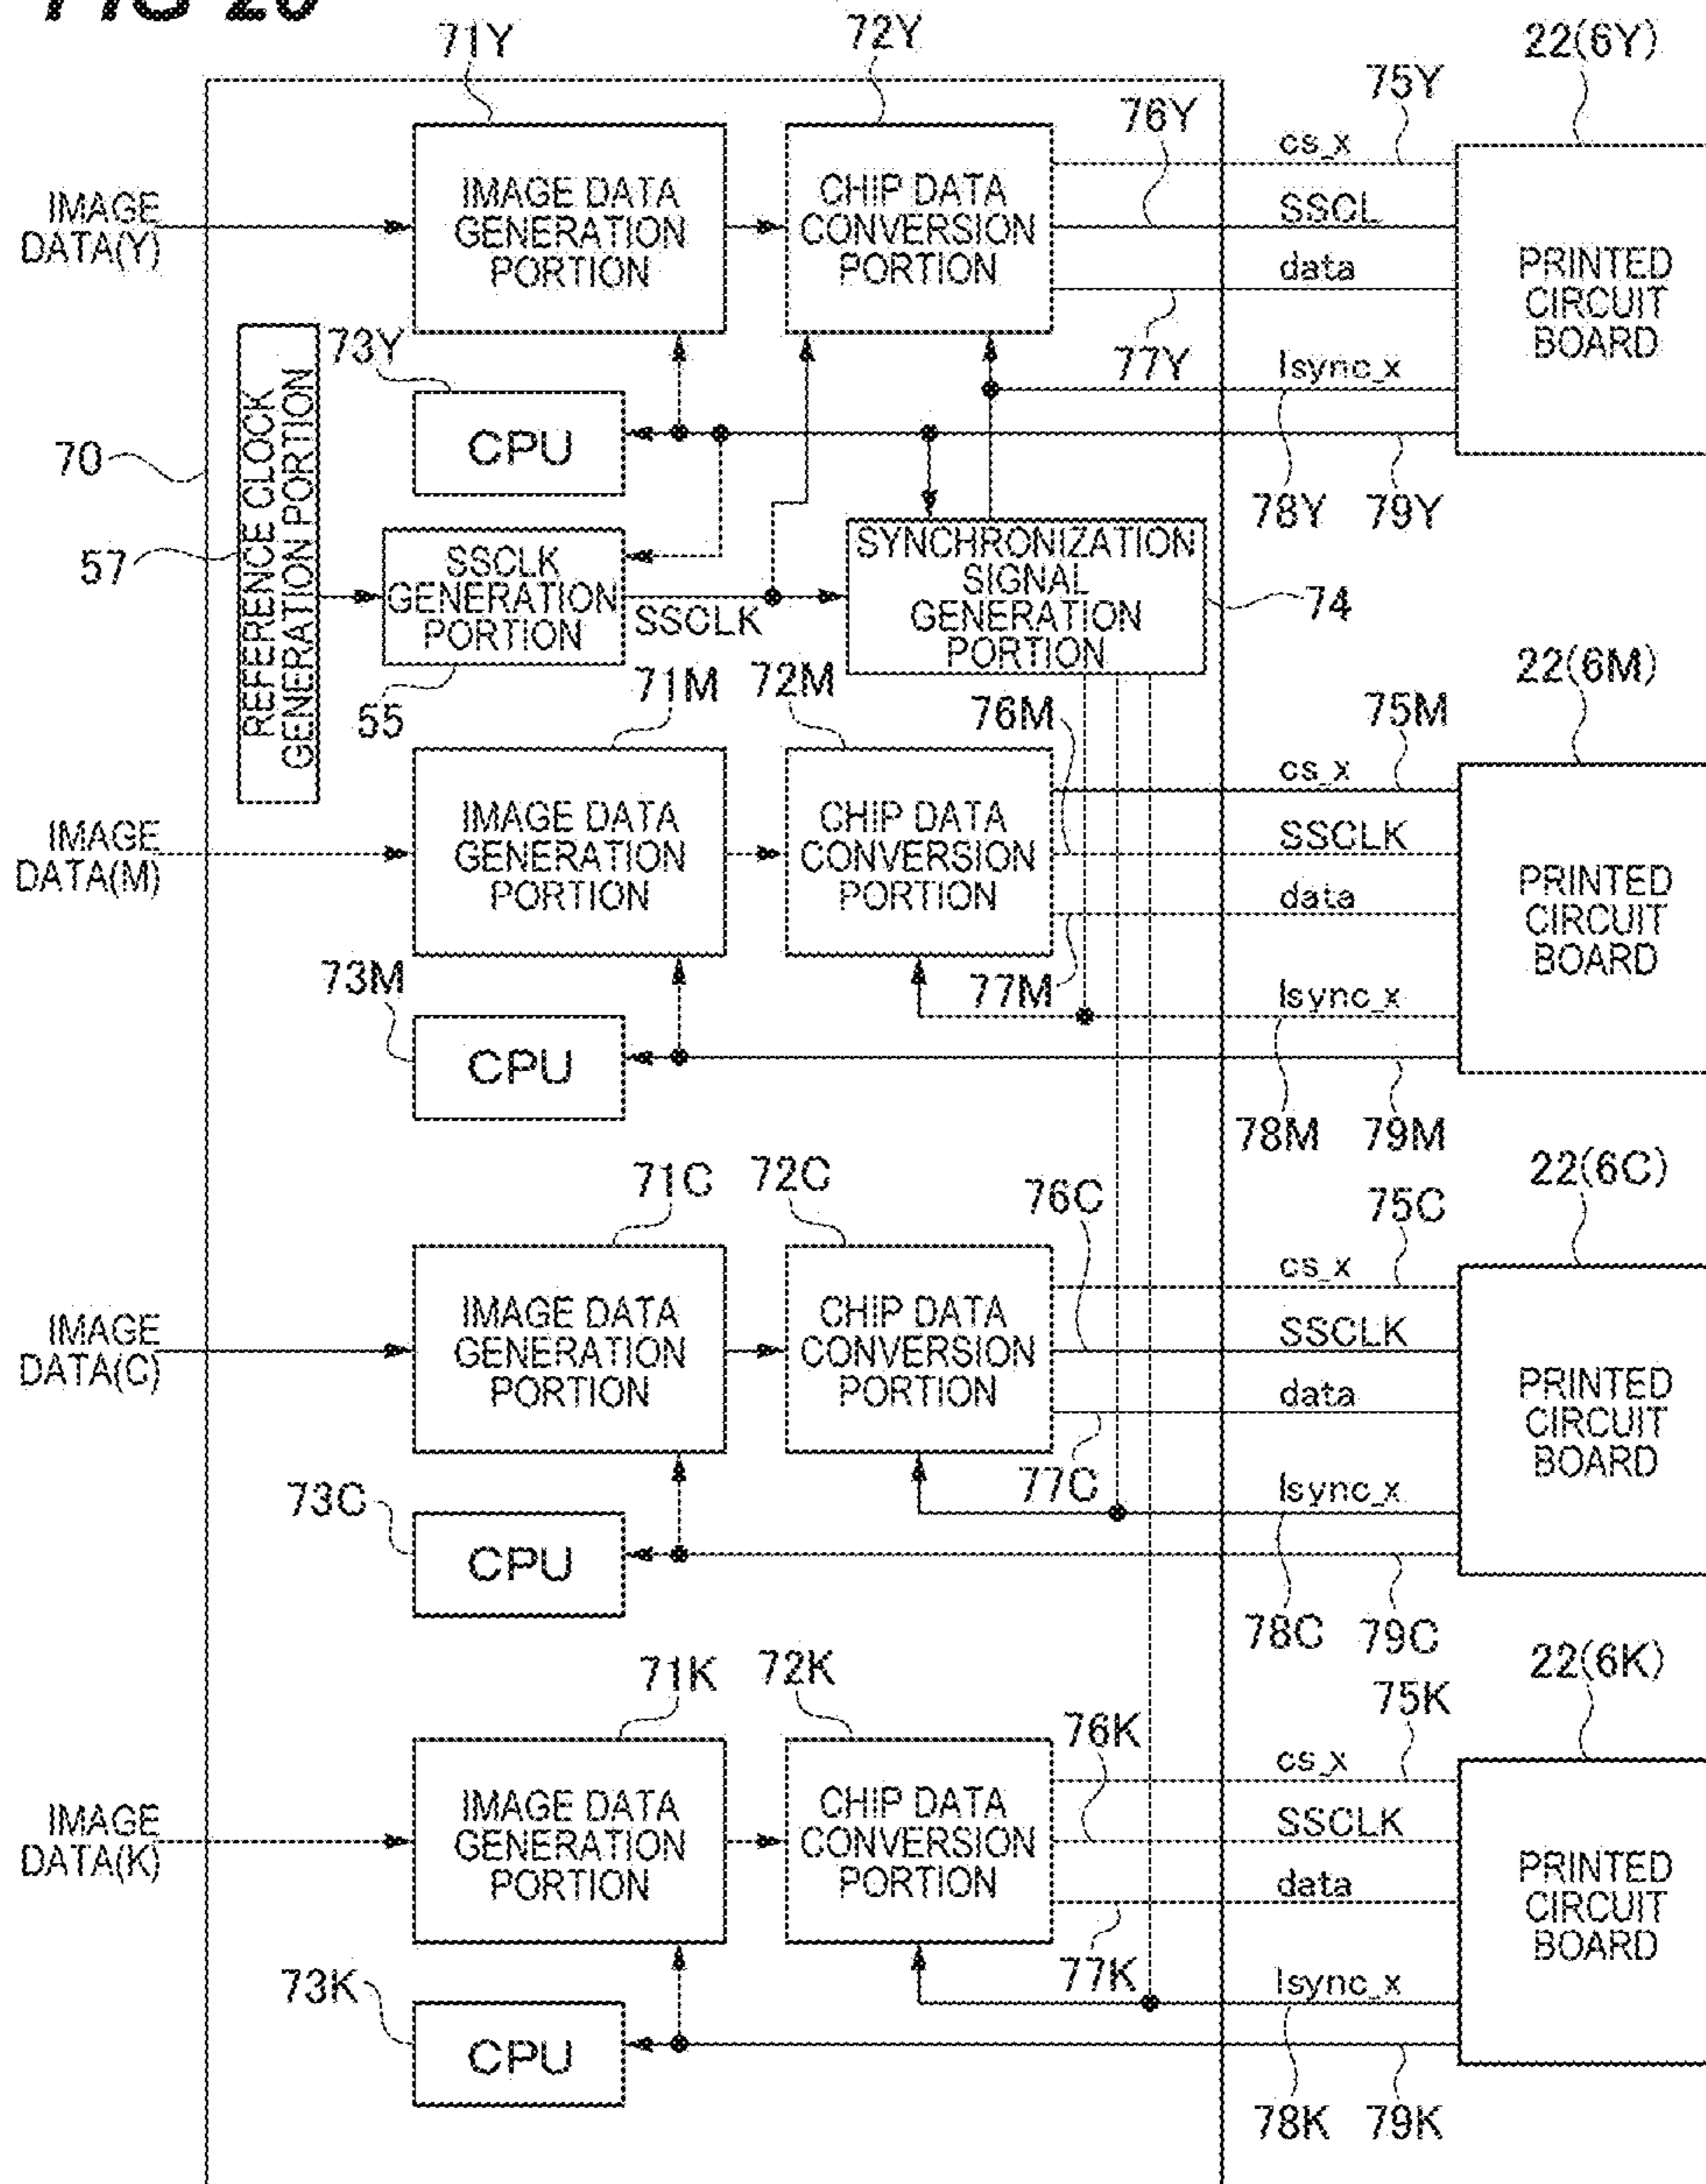 71Y
72Y
22(6Y)
75Y
76Y
cs_x
IMAGE DATA
GENERATION
PORTION
CHIP DATA
CONVERSION
PORTION
IMAGE
DATA(Y)
SSCL
data
PRINTED
CIRCUIT
BOARD
73Y
77Y
lsync_x
CPU
70
REFERENCE CLOCK
GENERATION PORTION
78Y
79Y
57
SSCLK
GENERATION
PORTION
SSCLK
SYNCHRONIZATION
SIGNAL
GENERATION
PORTION
74
55
71M
72M
22(6M)
75M
76M
cs_x
IMAGE
DATA(M)
IMAGE DATA
GENERATION
PORTION
CHIP DATA
CONVERSION
PORTION
SSCLK
data
PRINTED
CIRCUIT
BOARD
73M
77M
lsync_x
CPU
78M
79M
71C
72C
22(6C)
75C
76C
cs_x
IMAGE
DATA(C)
IMAGE DATA
GENERATION
PORTION
CHIP DATA
CONVERSION
PORTION
SSCLK
data
PRINTED
CIRCUIT
BOARD
73C
77C
lsync_x
CPU
78C
79C
71K
72K
22(6K)
75K
76K
cs_x
IMAGE
DATA(K)
IMAGE DATA
GENERATION
PORTION
CHIP DATA
CONVERSION
PORTION
SSCLK
data
PRINTED
CIRCUIT
BOARD
73K
77K
lsync_x
CPU
78K
79K